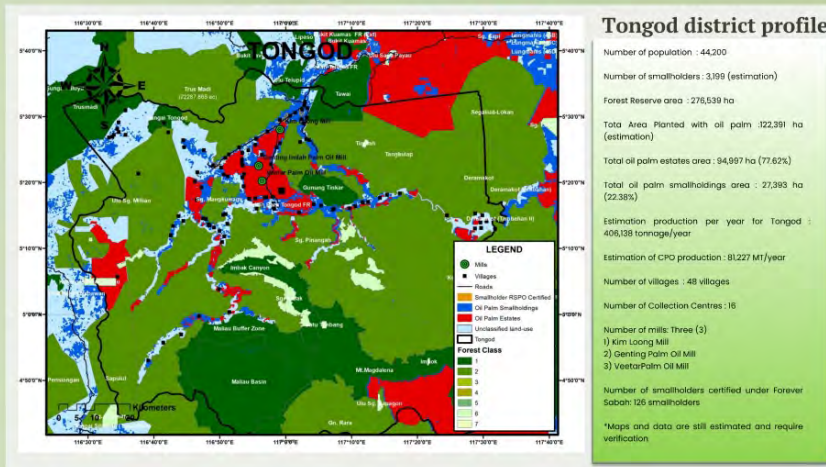 Tongod district profile
Number of population : 44,200
Number of smallholders : 3,199 (estimation)
Forest Reserve area : 276,539 ha
Tota Area Planted with oil palm :122,391 ha
(estimation)
Total oil palm estates area : 94,997 ha (77.62%)
Total oil palm smallholdings area : 27,393 ha
(22.38%)
Estimation production per year for Tongod :
406,138 tonnage/year
Estimation of CPO production : 81,227 MT/year
Number of villages : 48 villages
Number of Collection Centres : 16
Number of mills: Three (3)
1) Kim Loong Mill
2) Genting Palm Oil Mill
3) VeetarPalm Oil Mill
Number of smallholders certified under Forever
Sabah: 126 smallholders
*Maps and data are still estimated and require
verification
TONGOD
N
E
Trus Madi
Trusmadi
Tawai
Gunung Tinkar
Tangkulap
Segaliud-Lokan
Deramakot
Sg. Pinangah
Imbak Canyon
Maliau Buffer Zone
Maliau Basin
Mt.Magdalena
Imbok
Gn. Rara
Sapulut
Pensiangan
Kilometers
LEGEND
Mills
Villages
Roads
Smallholder RSPO Certified
Oil Palm Smallholdings
Oil Palm Estates
Unclassified land-use
Tongod
Forest Class
1
2
3
4
5
6
7
116°30'0"E
116°40'0"E
116°50'0"E
117°0'0"E
117°10'0"E
117°20'0"E
117°30'0"E
117°40'0"E
5°40'0"N
5°30'0"N
5°20'0"N
5°10'0"N
5°0'0"N
4°50'0"N